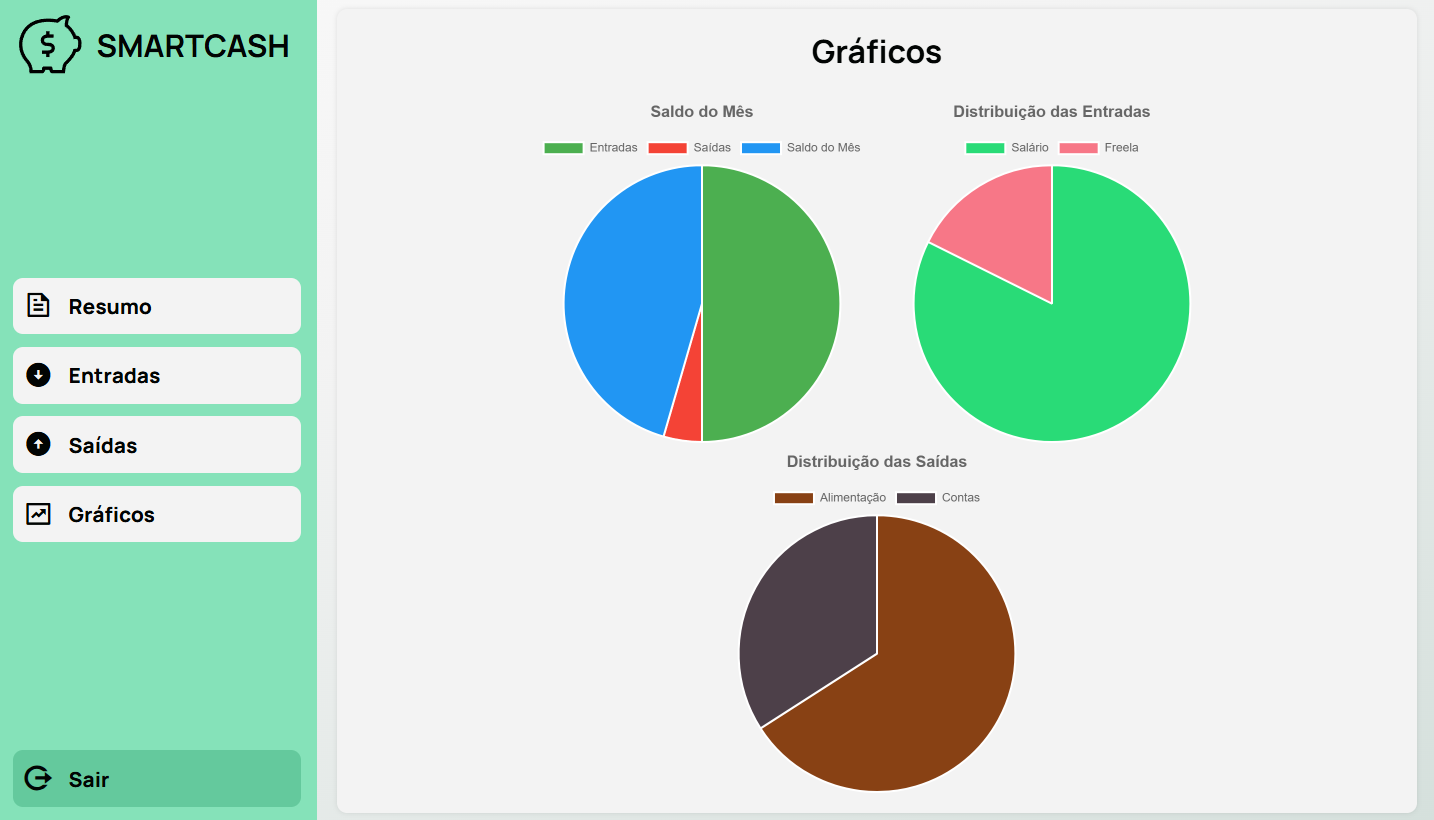 $ SMARTCASH
Resumo
Entradas
Saídas
Gráficos
Sair
Gráficos
Saldo do Mês
Entradas Saídas Saldo do Mês
Distribuição das Entradas
Salário Freela
Distribuição das Saídas
Alimentação Contas